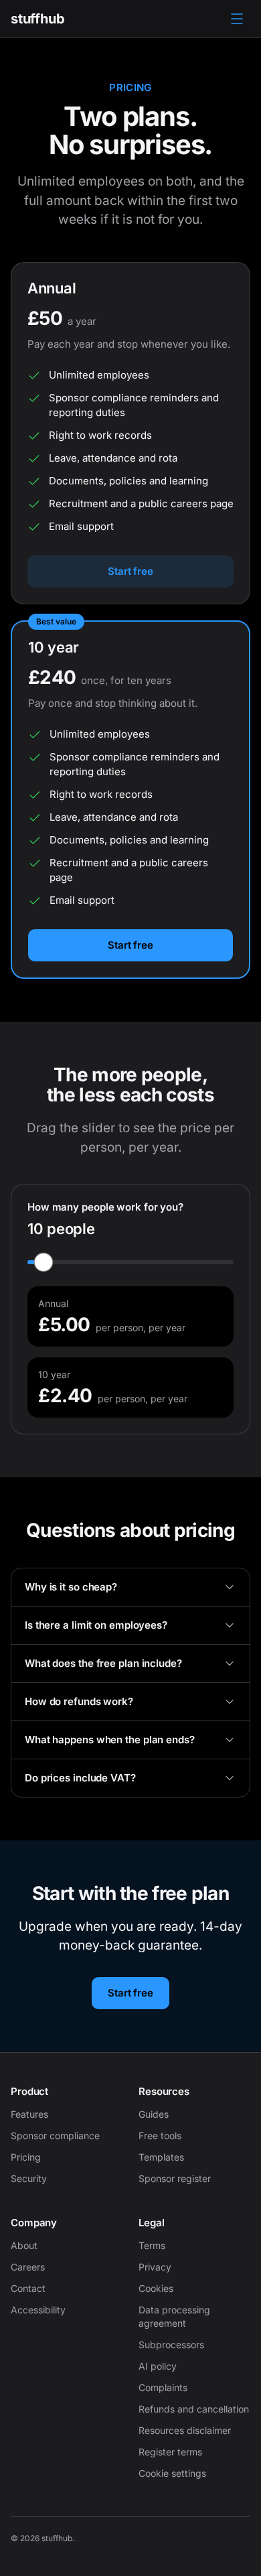 stuffhub
PRICING
Two plans.
No surprises.
Unlimited employees on both, and the
full amount back within the first two
weeks if it is not for you.
Annual
£50 a year
Pay each year and stop whenever you like.
Unlimited employees
Sponsor compliance reminders and
reporting duties
Right to work records
Leave, attendance and rota
Documents, policies and learning
Recruitment and a public careers page
Email support
Start free
Best value
10 year
£240 once, for ten years
Pay once and stop thinking about it.
Unlimited employees
Sponsor compliance reminders and
reporting duties
Right to work records
Leave, attendance and rota
Documents, policies and learning
Recruitment and a public careers
page
Email support
Start free
The more people,
the less each costs
Drag the slider to see the price per
person, per year.
How many people work for you?
10 people
Annual
£5.00 per person, per year
10 year
£2.40 per person, per year
Questions about pricing
Why is it so cheap?
Is there a limit on employees?
What does the free plan include?
How do refunds work?
What happens when the plan ends?
Do prices include VAT?
Start with the free plan
Upgrade when you are ready. 14-day
money-back guarantee.
Start free
Product
Features
Sponsor compliance
Pricing
Security
Resources
Guides
Free tools
Templates
Sponsor register
Company
About
Careers
Contact
Accessibility
Legal
Terms
Privacy
Cookies
Data processing
agreement
Subprocessors
AI policy
Complaints
Refunds and cancellation
Resources disclaimer
Register terms
Cookie settings
© 2026 stuffhub.